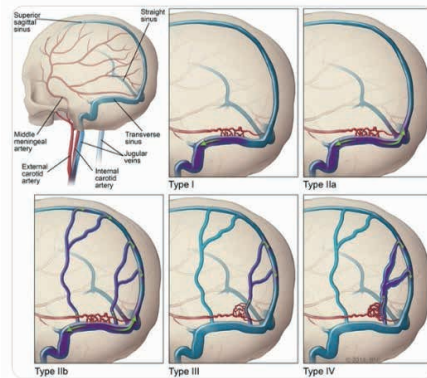 Superior
sagittal
sinus
Straight
sinus
Middle
meningeal
artery
Transverse
sinus
Jugular
veins
External
carotid
artery
Internal
carotid
artery
Type I
Type IIa
Type IIb
Type III
Type IV